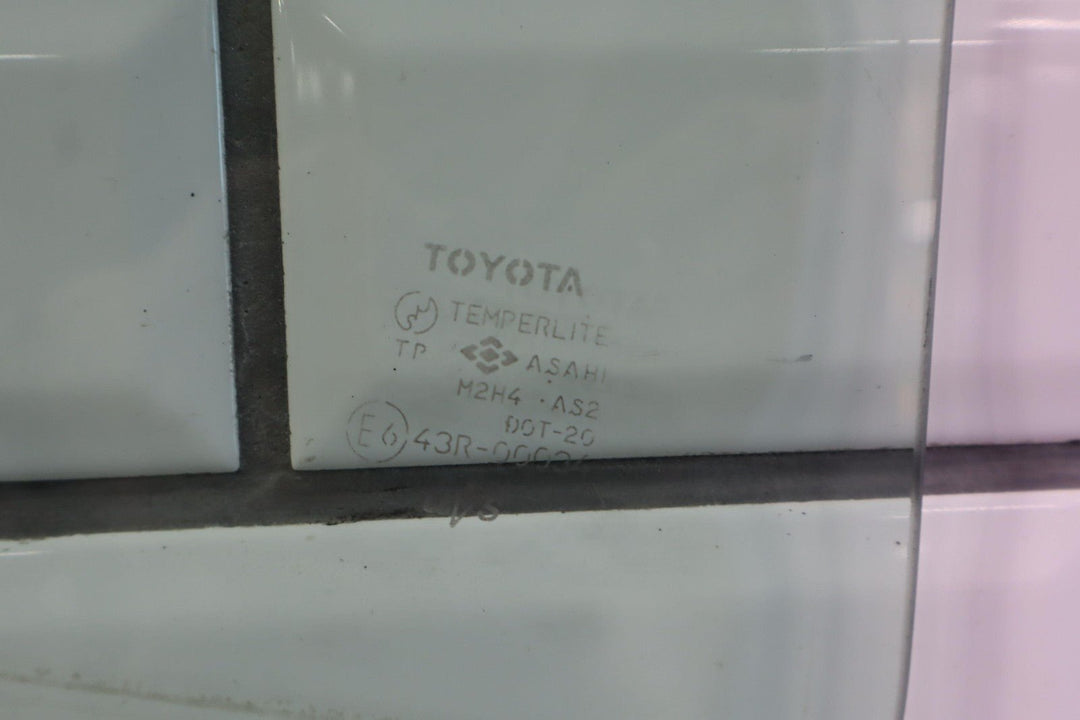 TOYOTA
TEMPERLITE
TP ASAHI
M2H4 · AS2
DOT-20
E6 43R-